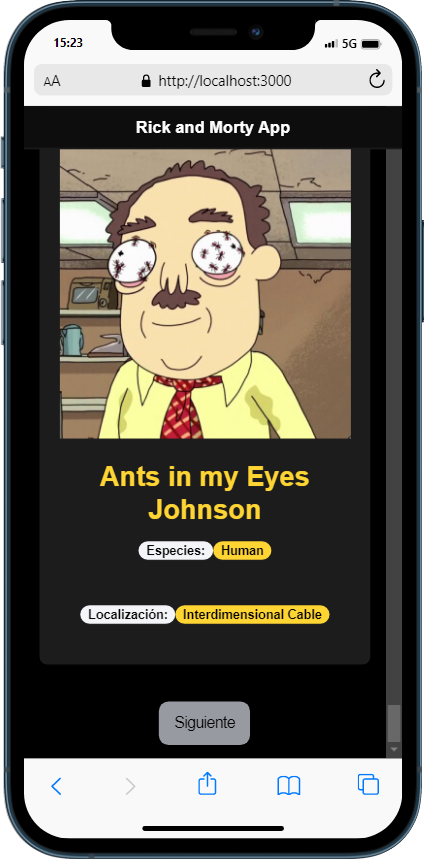 15:23
5G
AA
http://localhost:3000
Rick and Morty App
Ants in my Eyes
Johnson
Especies: Human
Localización: Interdimensional Cable
Siguiente